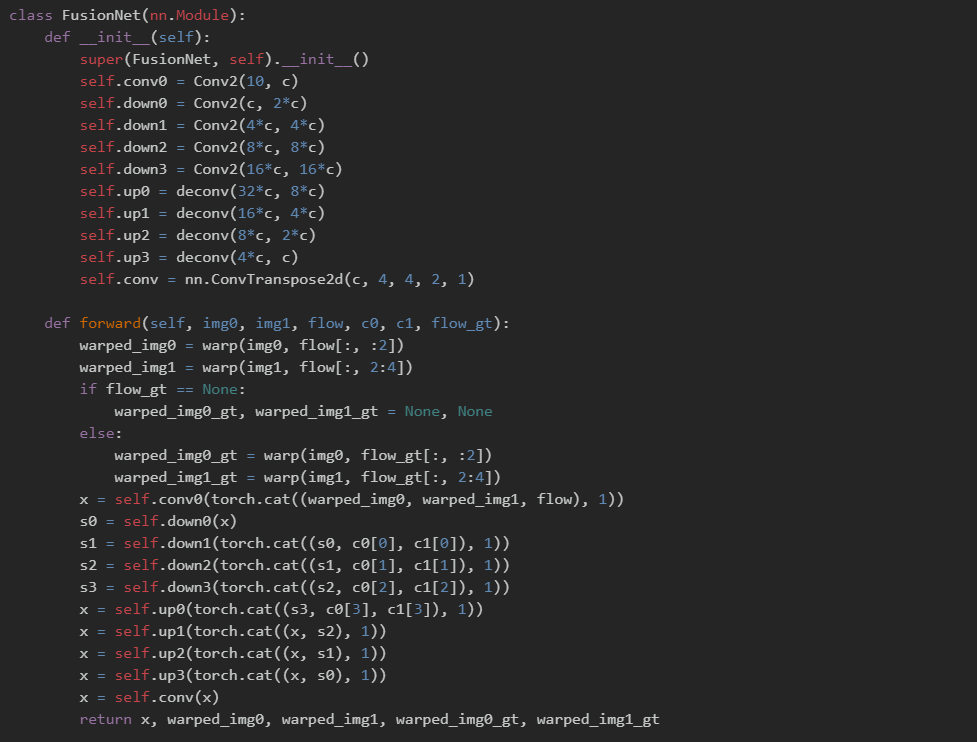 class FusionNet(nn.Module):
    def __init__(self):
        super(FusionNet, self).__init__()
        self.conv0 = Conv2(10, c)
        self.down0 = Conv2(c, 2*c)
        self.down1 = Conv2(4*c, 4*c)
        self.down2 = Conv2(8*c, 8*c)
        self.down3 = Conv2(16*c, 16*c)
        self.up0 = deconv(32*c, 8*c)
        self.up1 = deconv(16*c, 4*c)
        self.up2 = deconv(8*c, 2*c)
        self.up3 = deconv(4*c, c)
        self.conv = nn.ConvTranspose2d(c, 4, 4, 2, 1)

    def forward(self, img0, img1, flow, c0, c1, flow_gt):
        warped_img0 = warp(img0, flow[:, :2])
        warped_img1 = warp(img1, flow[:, 2:4])
        if flow_gt == None:
            warped_img0_gt, warped_img1_gt = None, None
        else:
            warped_img0_gt = warp(img0, flow_gt[:, :2])
            warped_img1_gt = warp(img1, flow_gt[:, 2:4])
        x = self.conv0(torch.cat((warped_img0, warped_img1, flow), 1))
        s0 = self.down0(x)
        s1 = self.down1(torch.cat((s0, c0[0], c1[0]), 1))
        s2 = self.down2(torch.cat((s1, c0[1], c1[1]), 1))
        s3 = self.down3(torch.cat((s2, c0[2], c1[2]), 1))
        x = self.up0(torch.cat((s3, c0[3], c1[3]), 1))
        x = self.up1(torch.cat((x, s2), 1))
        x = self.up2(torch.cat((x, s1), 1))
        x = self.up3(torch.cat((x, s0), 1))
        x = self.conv(x)
        return x, warped_img0, warped_img1, warped_img0_gt, warped_img1_gt